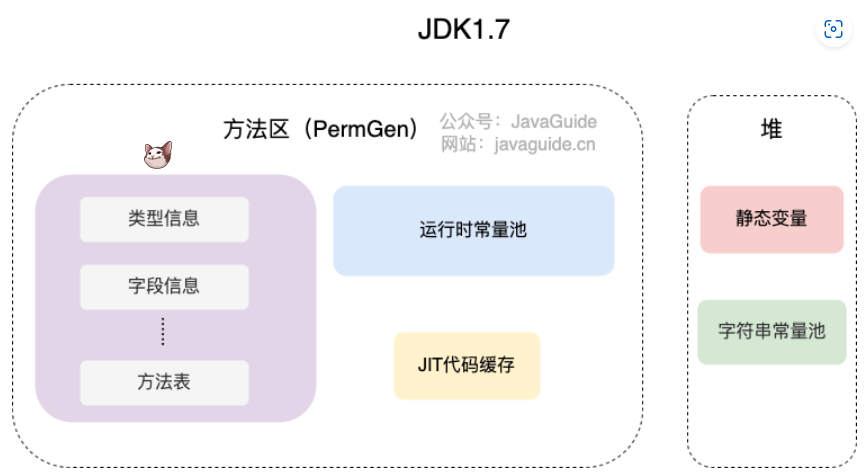 JDK1.7
方法区（PermGen）
公众号：JavaGuide
网站：javaguide.cn
堆
类型信息
字段信息
方法表
运行时常量池
JIT代码缓存
静态变量
字符串常量池